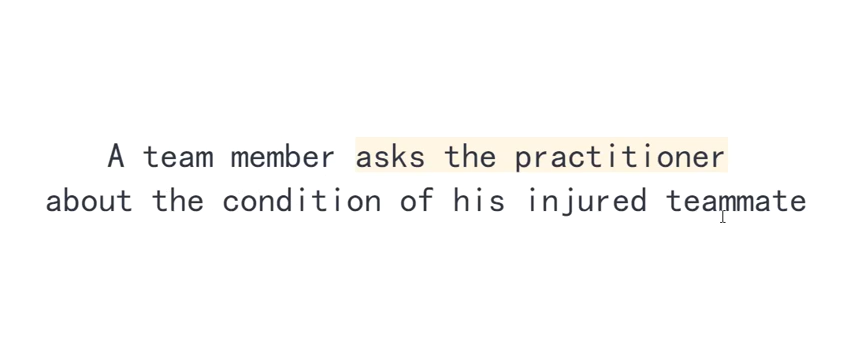 A team member asks the practitioner
about the condition of his injured teammate